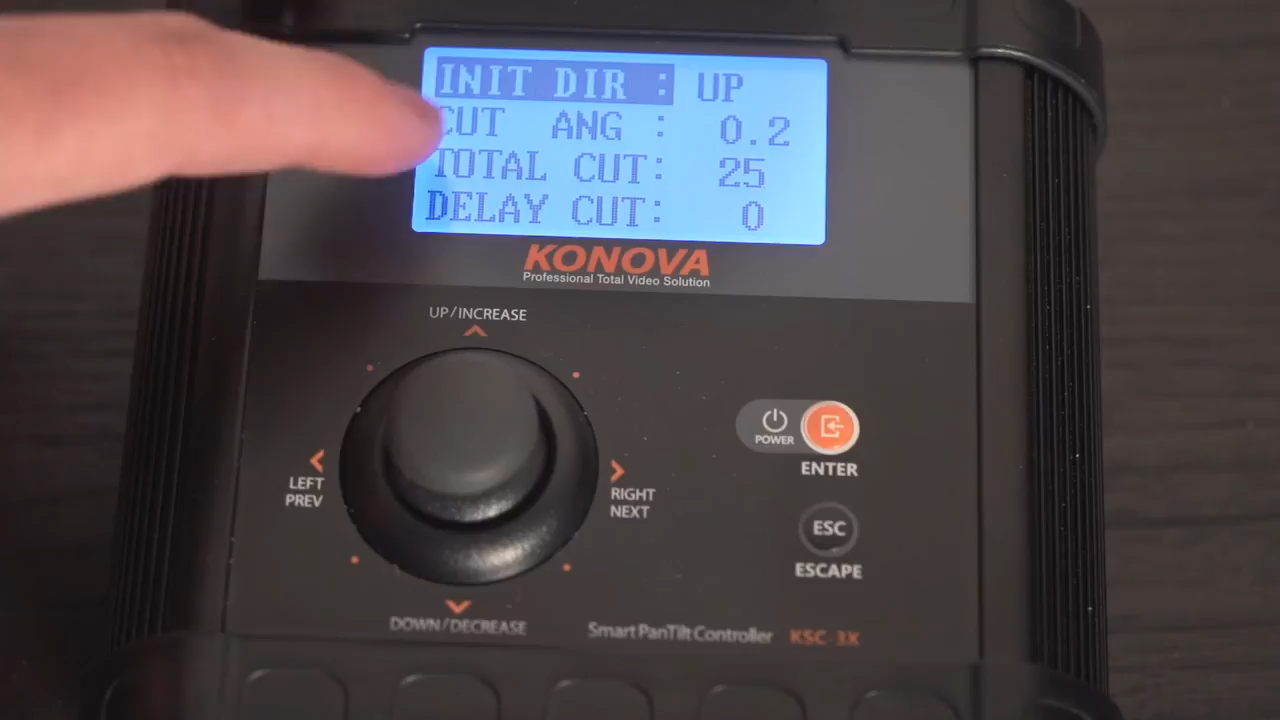 INIT DIR : UP
CUT ANG : 0.2
TOTAL CUT: 25
DELAY CUT: 0
KONOVA
Professional Total Video Solution
UP/INCREASE
LEFT
PREV
RIGHT
NEXT
DOWN/DECREASE
POWER
ENTER
ESC
ESCAPE
Smart PanTilt Controller KSC-3X